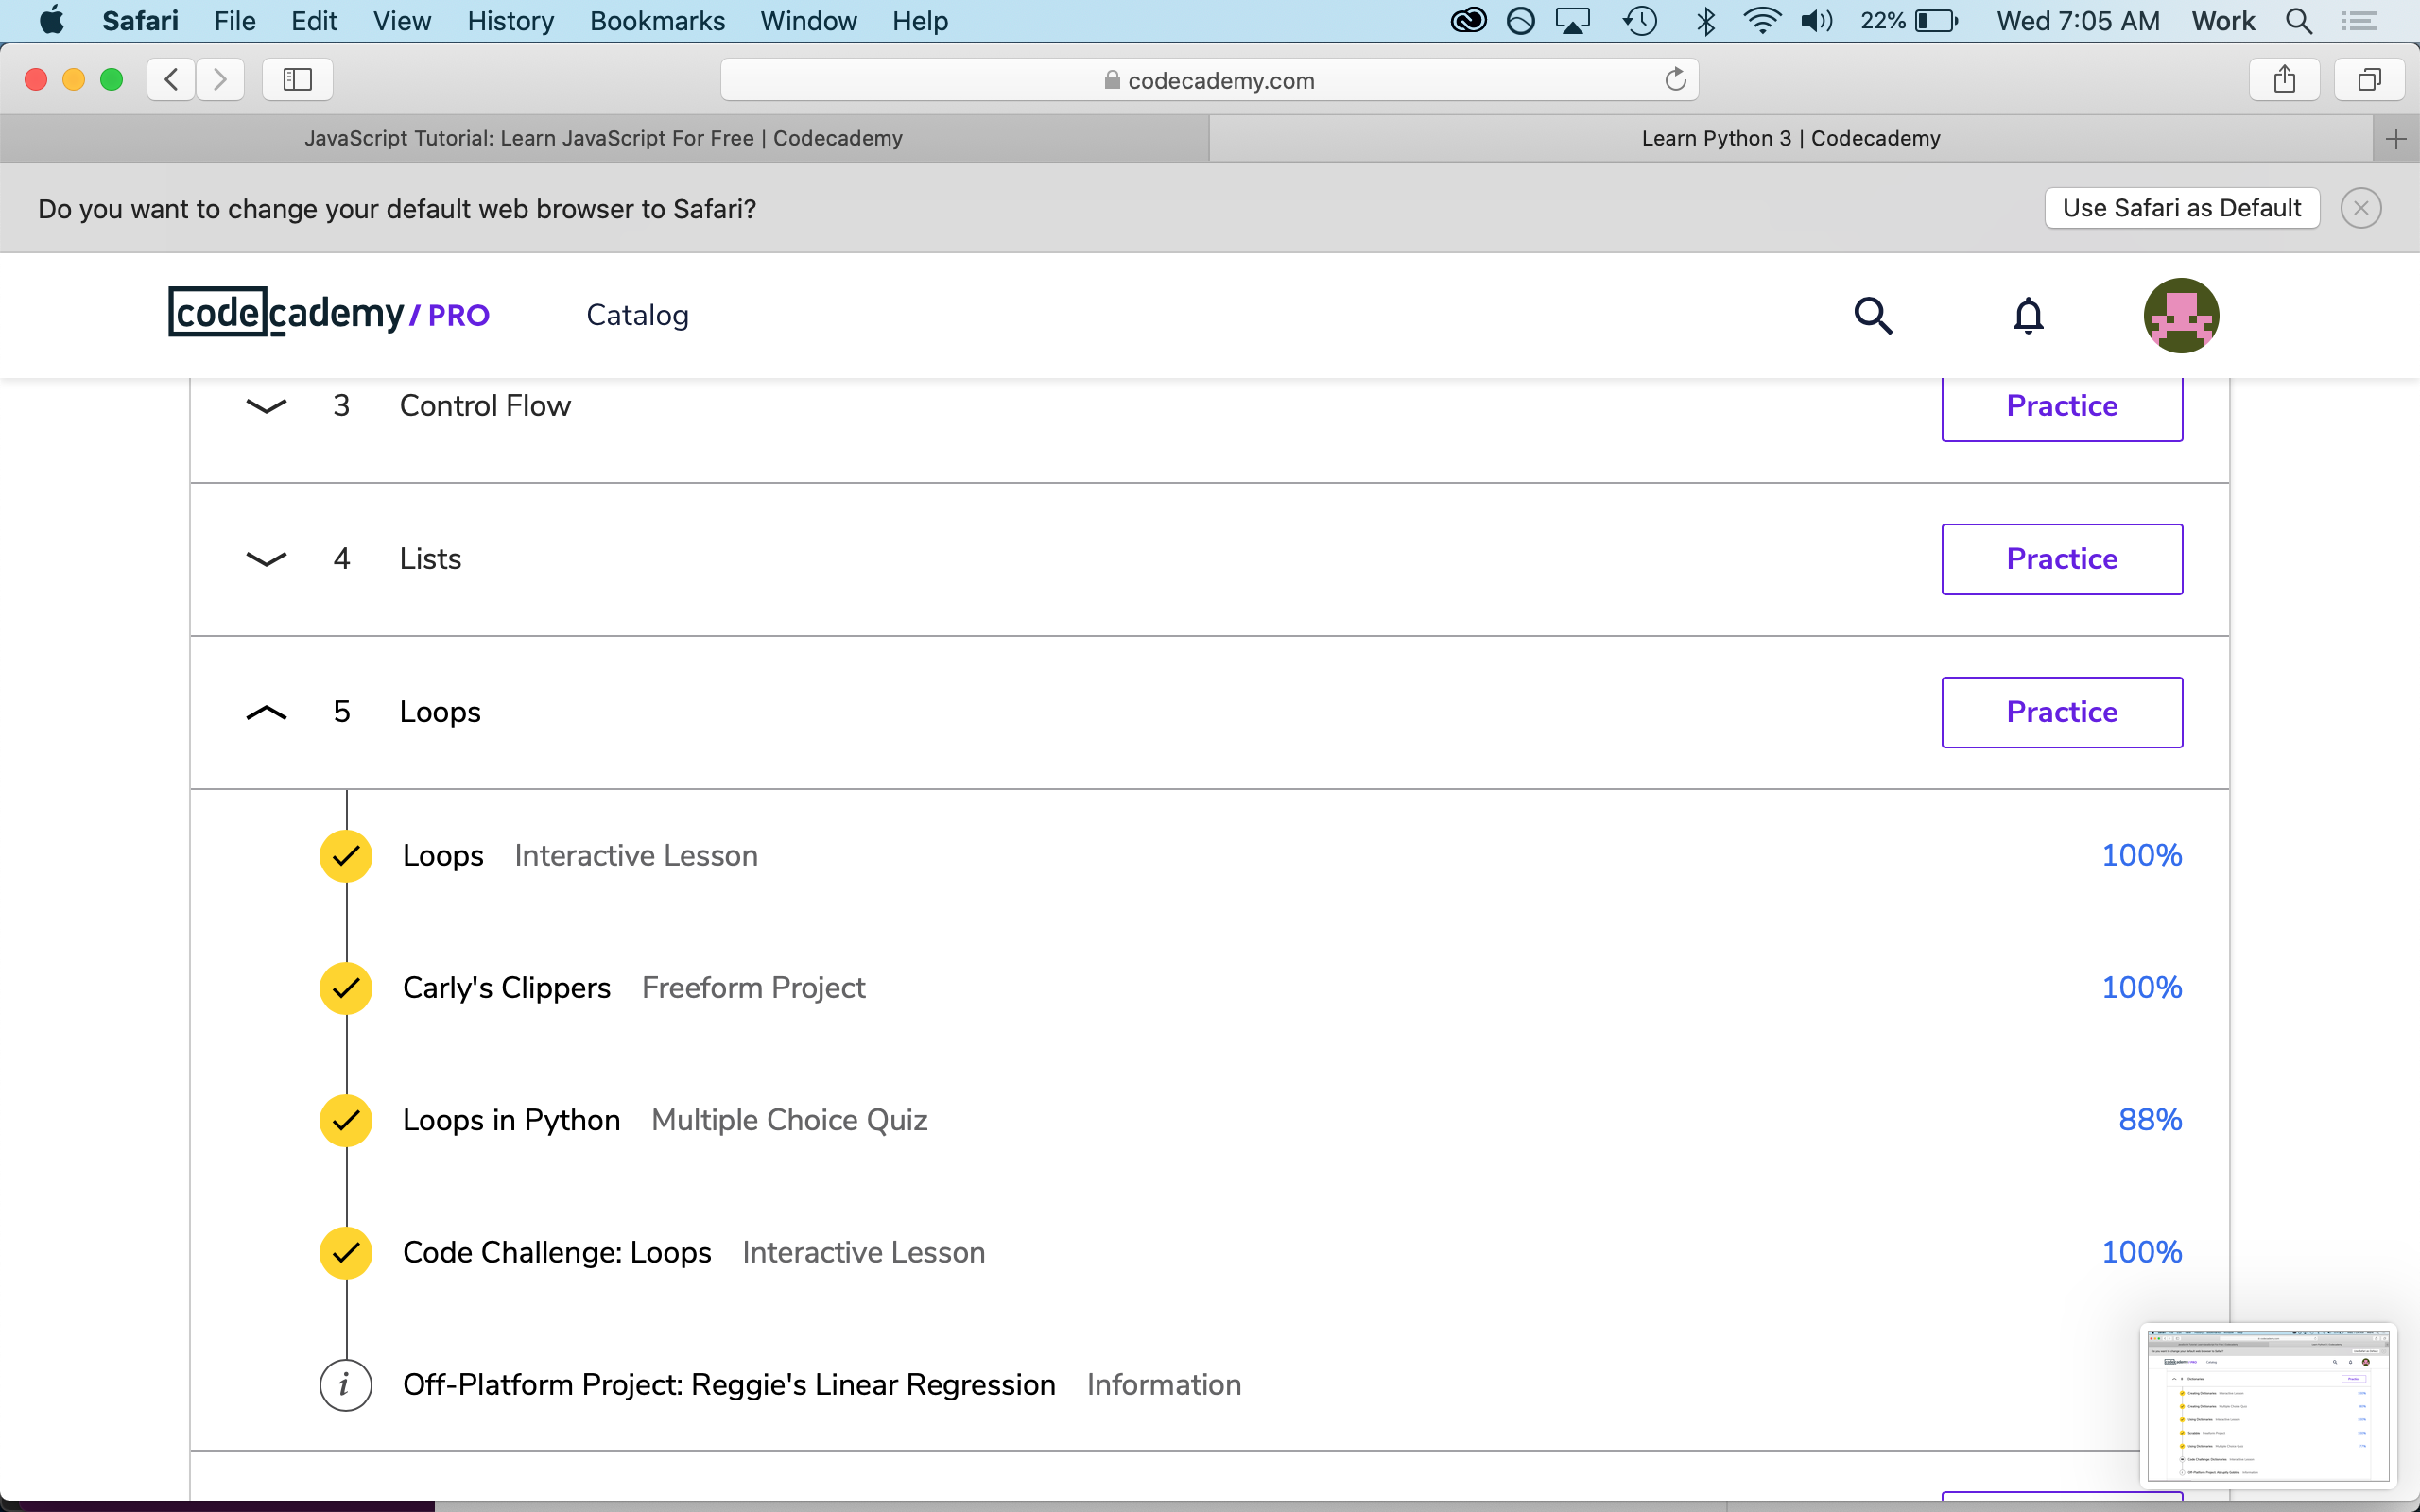 Safari File Edit View History Bookmarks Window Help 22% Wed 7:05 AM Work
codecademy.com
JavaScript Tutorial: Learn JavaScript For Free | Codecademy Learn Python 3 | Codecademy
Do you want to change your default web browser to Safari? Use Safari as Default
codecademy / PRO Catalog
3 Control Flow Practice
4 Lists Practice
5 Loops Practice
Loops Interactive Lesson 100%
Carly's Clippers Freeform Project 100%
Loops in Python Multiple Choice Quiz 88%
Code Challenge: Loops Interactive Lesson 100%
i Off-Platform Project: Reggie's Linear Regression Information